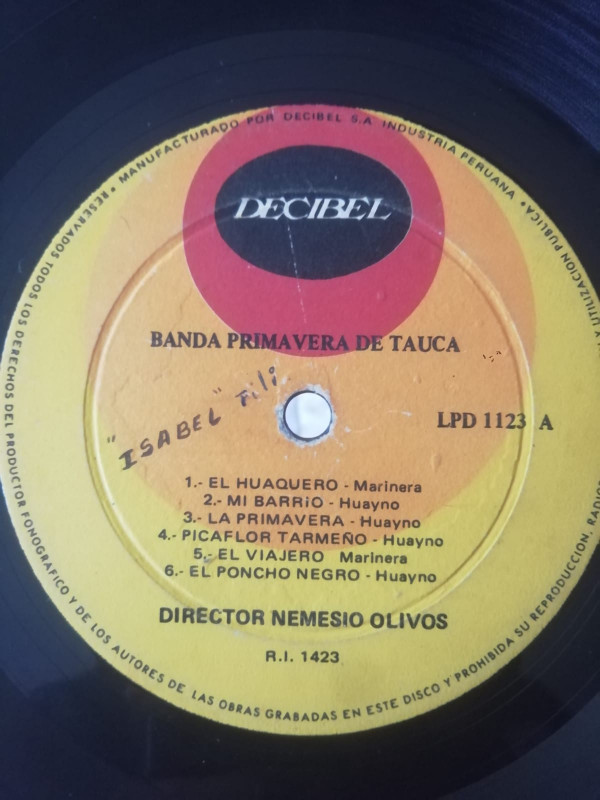 MANUFACTURADO POR DECIBEL S.A. INDUSTRIA PERUANA •
DECIBEL
BANDA PRIMAVERA DE TAUCA
"ISABEL" Fili
LPD 1123 A
1.- EL HUAQUERO - Marinera
2.- MI BARRiO - Huayno
3.- LA PRIMAVERA - Huayno
4.- PICAFLOR TARMEÑO - Huayno
5.- EL VIAJERO Marinera
6.- EL PONCHO NEGRO - Huayno
DIRECTOR NEMESIO OLIVOS
R.I. 1423
• RESERVADOS TODOS LOS DERECHOS DEL PRODUCTOR FONOGRAFICO Y DE LOS AUTORES DE LAS OBRAS GRABADAS EN ESTE DISCO Y PROHIBIDA SU REPRODUCCION, Y UTILIZACION PUBLICA •